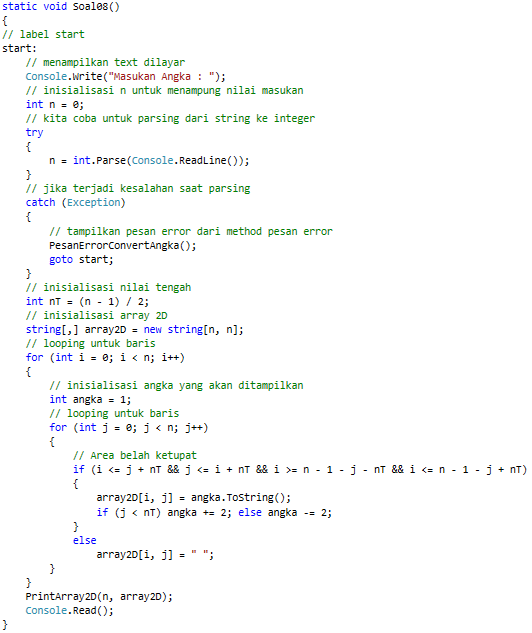 static void Soal08()
{
// label start
start:
    // menampilkan text dilayar
    Console.Write("Masukan Angka : ");
    // inisialisasi n untuk menampung nilai masukan
    int n = 0;
    // kita coba untuk parsing dari string ke integer
    try
    {
        n = int.Parse(Console.ReadLine());
    }
    // jika terjadi kesalahan saat parsing
    catch (Exception)
    {
        // tampilkan pesan error dari method pesan error
        PesanErrorConvertAngka();
        goto start;
    }
    // inisialisasi nilai tengah
    int nT = (n - 1) / 2;
    // inisialisasi array 2D
    string[,] array2D = new string[n, n];
    // looping untuk baris
    for (int i = 0; i < n; i++)
    {
        // inisialisasi angka yang akan ditampilkan
        int angka = 1;
        // looping untuk baris
        for (int j = 0; j < n; j++)
        {
            // Area belah ketupat
            if (i <= j + nT && j <= i + nT && i >= n - 1 - j - nT && i <= n - 1 - j + nT)
            {
                array2D[i, j] = angka.ToString();
                if (j < nT) angka += 2; else angka -= 2;
            }
            else
                array2D[i, j] = " ";
        }
    }
    PrintArray2D(n, array2D);
    Console.Read();
}